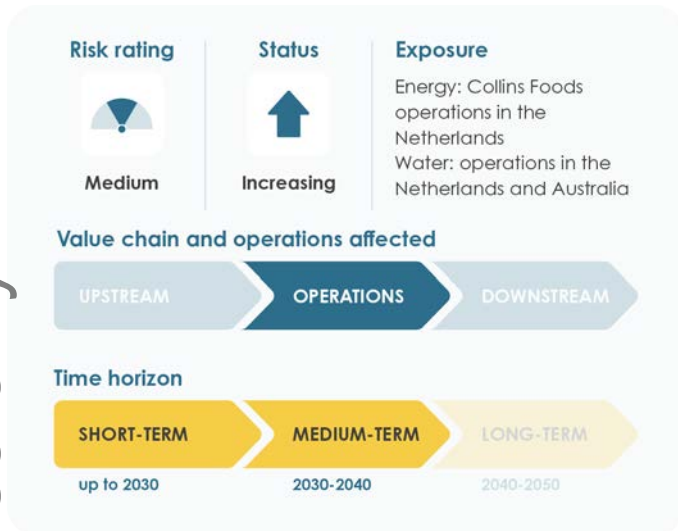 Risk rating
Status
Exposure
Medium
Increasing
Energy: Collins Foods
operations in the
Netherlands
Water: operations in the
Netherlands and Australia
Value chain and operations affected
UPSTREAM
OPERATIONS
DOWNSTREAM
Time horizon
SHORT-TERM
MEDIUM-TERM
LONG-TERM
up to 2030
2030-2040
2040-2050